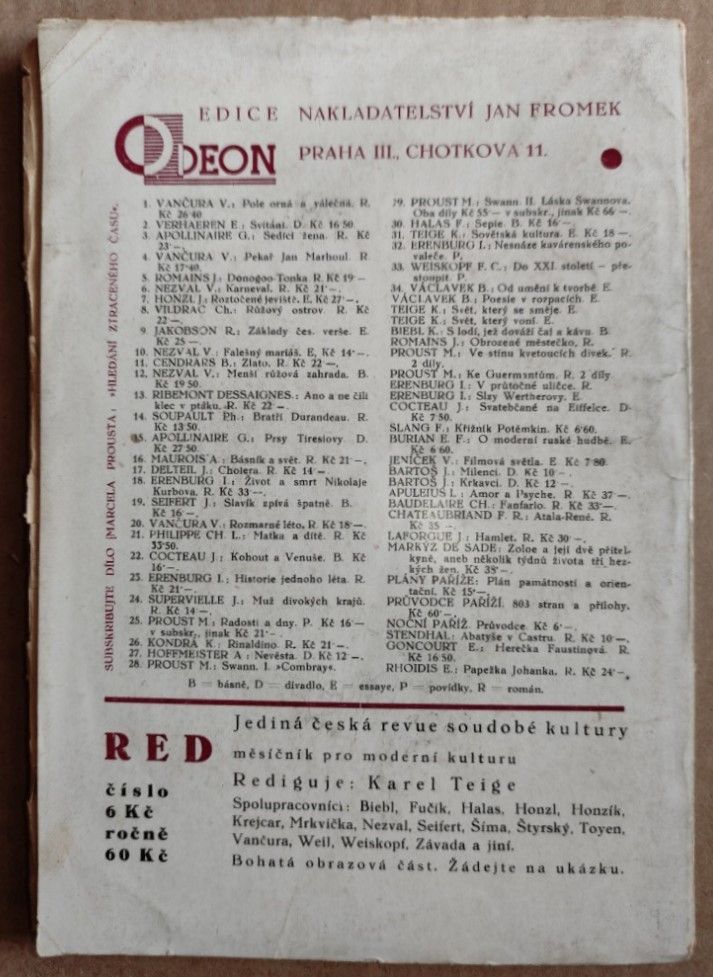 EDICE NAKLADATELSTVÍ JAN FROMEK
ODEON PRAHA III., CHOTKOVA 11.
SUBSKRIBUJTE DÍLO MARCELA PROUSTA: »HLEDÁNÍ ZTRACENÉHO ČASU«.
1. VANČURA V.: Pole orná a válečná. R.
Kč 26·40
2. VERHAEREN E.: Svítání. D. Kč 16·50
3. APOLLINAIRE G.: Sedící žena. R. Kč
23·–.
4. VANČURA V.: Pekař Jan Marhoul. R.
Kč 17·40.
5. ROMAINS J.: Donogoo-Tonka R. Kč 19·–
6. NEZVAL V.: Karneval. R. Kč 21·–.
7. HONZL J.: Roztočené jeviště. E. Kč 27·–.
8. VILDRAC Ch.: Růžový ostrov. R. Kč
22·–.
9. JAKOBSON R.: Základy čes. verše. E.
Kč 25·–.
10. NEZVAL V.: Falešný mariáš. E, Kč 14·–.
11. CENDRARS B.: Zlato. R. Kč 22·–.
12. NEZVAL V.: Menší růžová zahrada. B.
Kč 19·50.
13. RIBEMONT DESSAIGNES.: Ano a ne čili
klec v ptáku. R. Kč 22·–.
14. SOUPAULT Ph.: Bratři Durandeau. R.
Kč 13·50.
15. APOLLINAIRE G.: Prsy Tiresiovy. D.
Kč 27·50.
16. MAUROIS A.: Básník a svět. R. Kč 21·–.
17. DELTEIL J.: Cholera. R. Kč 14·–
18. ERENBURG I.: Život a smrt Nikolaje
Kurbova. R. Kč 33·–.
19. SEIFERT J.: Slavík zpívá špatně. B.
Kč 16·–.
20. VANČURA V.: Rozmarné léto. R. Kč 18·–.
21. PHILIPPE CH. L.: Matka a dítě. R. Kč
33·50.
22. COCTEAU J.: Kohout a Venuše. B. Kč
16·–.
23. ERENBURG I.: Historie jednoho léta. R.
Kč 21·–.
24. SUPERVIELLE J.: Muž divokých krajů.
R. Kč 14·–.
25. PROUST M.: Radosti a dny. P. Kč 16·–
v subskr., jinak Kč 21·–.
26. KONDRÁ K.: Rinaldino. R. Kč 21·–.
27. HOFFMEISTER A.: Nevěsta. D. Kč 12·–.
28. PROUST M.: Swann. I. »Combray«.
29. PROUST M.: Swann. II. Láska Swannova.
Oba díly Kč 55·– v subskr., jinak Kč 66·–.
30. HALAS F.: Sepie. B. Kč 16·–
31. TEIGE K.: Sovětská kultura. E. Kč 18·–.
32. ERENBURG I.: Nesnáze kavárenského po-
valeče. P.
33. WEISKOPF F. C.: Do XXI. století – pře-
stoupit. P.
34. VÁCLAVEK B.: Od umění k tvorbě. E.
VÁCLAVEK B.: Poesie v rozpacích. E.
TEIGE K.: Svět, který se směje. E.
TEIGE K.: Svět, který voní. E.
BIEBL K.: S lodí, jež dováží čaj a kávu. B.
ROMAINS J.: Obrozené městečko, R.
PROUST M.: Ve stínu kvetoucích dívek. R.
2 díly.
PROUST M.: Ke Guermantům. R. 2 díly.
ERENBURG I.: V průtočné uličce. R.
ERENBURG I.: Slzy Wertherovy. E.
COCTEAU J.: Svatebčané na Eiffelce. D.
Kč 7·50.
SLANG F.: Křižník Potěmkin. Kč 6·60.
BURIAN E. F.: O moderní ruské hudbě. E.
Kč 6·60.
JENÍČEK V.: Filmová světla. E. Kč 7·80.
BARTOŠ J.: Milenci. D. Kč 10·–.
BARTOŠ J.: Krkavci. D. Kč 12·–.
APULEIUS L.: Amor a Psyche. R. Kč 37·–.
BAUDELAIRE CH.: Fanfarlo. R. Kč 33·–.
CHATEAUBRIAND F. R.: Atala-René. R.
Kč 35·–.
LAFORGUE J.: Hamlet. R. Kč 30·–.
MARKÝZ DE SADE: Zoloe a její dvě přítel-
kyně, aneb několik týdnů života tří hez-
kých žen. Kč 38·–.
PLÁNY PAŘÍŽE: Plán památností a orien-
tační. Kč 15·–.
PRŮVODCE PAŘÍŽÍ. 803 stran a přílohy.
Kč 60·–
NOČNÍ PAŘÍŽ. Průvodce. Kč 6·–.
STENDHAL: Abatyše v Castru. R. Kč 10·–.
GONCOURT E.: Herečka Faustinová. R.
Kč 16·50.
RHOIDIS E.: Papežka Johanka. R. Kč 24·–.
B = básně, D = divadlo, E = essaye, P = povídky. R = román.
RED
číslo
6 Kč
ročně
60 Kč
Jediná česká revue soudobé kultury
měsíčník pro moderní kulturu
Rediguje: Karel Teige
Spolupracovníci: Biebl, Fučík, Halas, Honzl, Honzík,
Krejcar, Mrkvička, Nezval, Seifert, Šíma, Štyrský, Toyen,
Vančura, Weil, Weiskopf, Závada a jiní.
Bohatá obrazová část. Žádejte na ukázku.